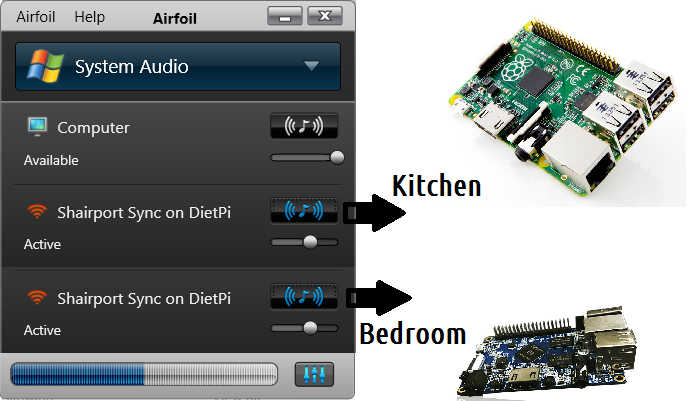 Airfoil Help Airfoil
System Audio
Computer
Available
Shairport Sync on DietPi
Active
Kitchen
Shairport Sync on DietPi
Active
Bedroom